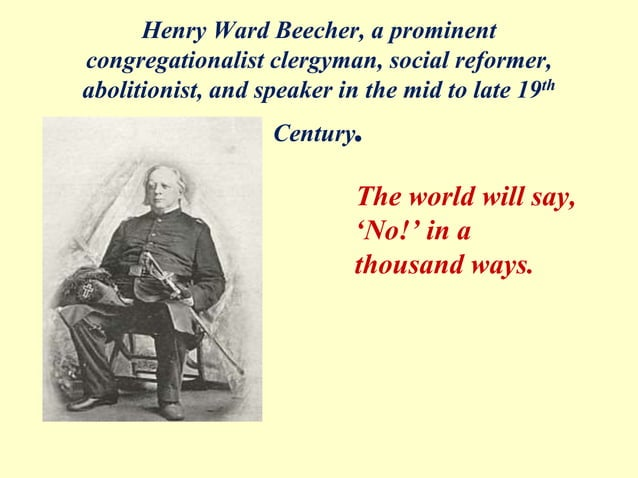 Henry Ward Beecher, a prominent
congregationalist clergyman, social reformer,
abolitionist, and speaker in the mid to late 19th
Century.
The world will say,
‘No!’ in a
thousand ways.